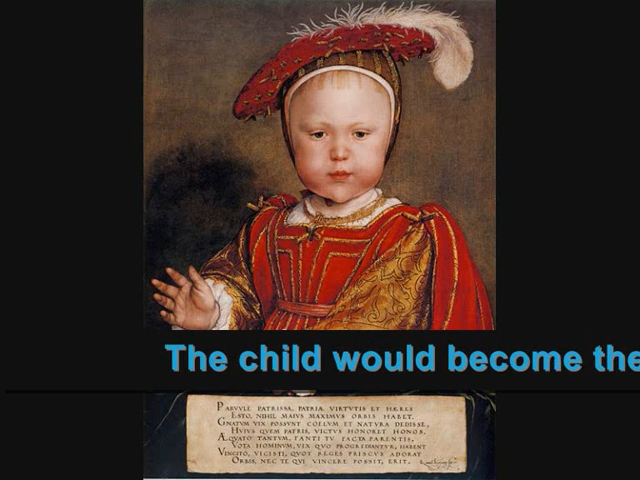 The child would become the
PARVVLE PATRISSA, PATRIÆ VIRTVTIS ET HÆRES
ESTO, NIHIL MAIVS MAXIMVS ORBIS HABET.
GNATVM VIX POSSVNT COELVM ET NATVRA DEDISSE,
HVIVS QVEM PATRIS, VICTVS HONORET HONOS.
ÆQVATO TANTVM, TANTI TV FACTA PARENTIS,
VOTA HOMINVM, VIX QVO PROGREDIANTVR, HABENT
VINCITO, VICISTI, QVOT REGES PRISCVS ADORAT
ORBIS, NEC TE QVI VINCERE POSSIT, ERIT.